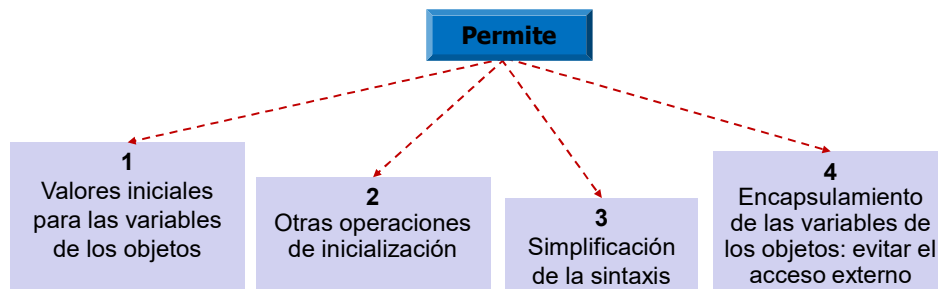 Permite
1
Valores iniciales
para las variables
de los objetos
2
Otras operaciones
de inicialización
3
Simplificación
de la sintaxis
4
Encapsulamiento
de las variables de
los objetos: evitar el
acceso externo